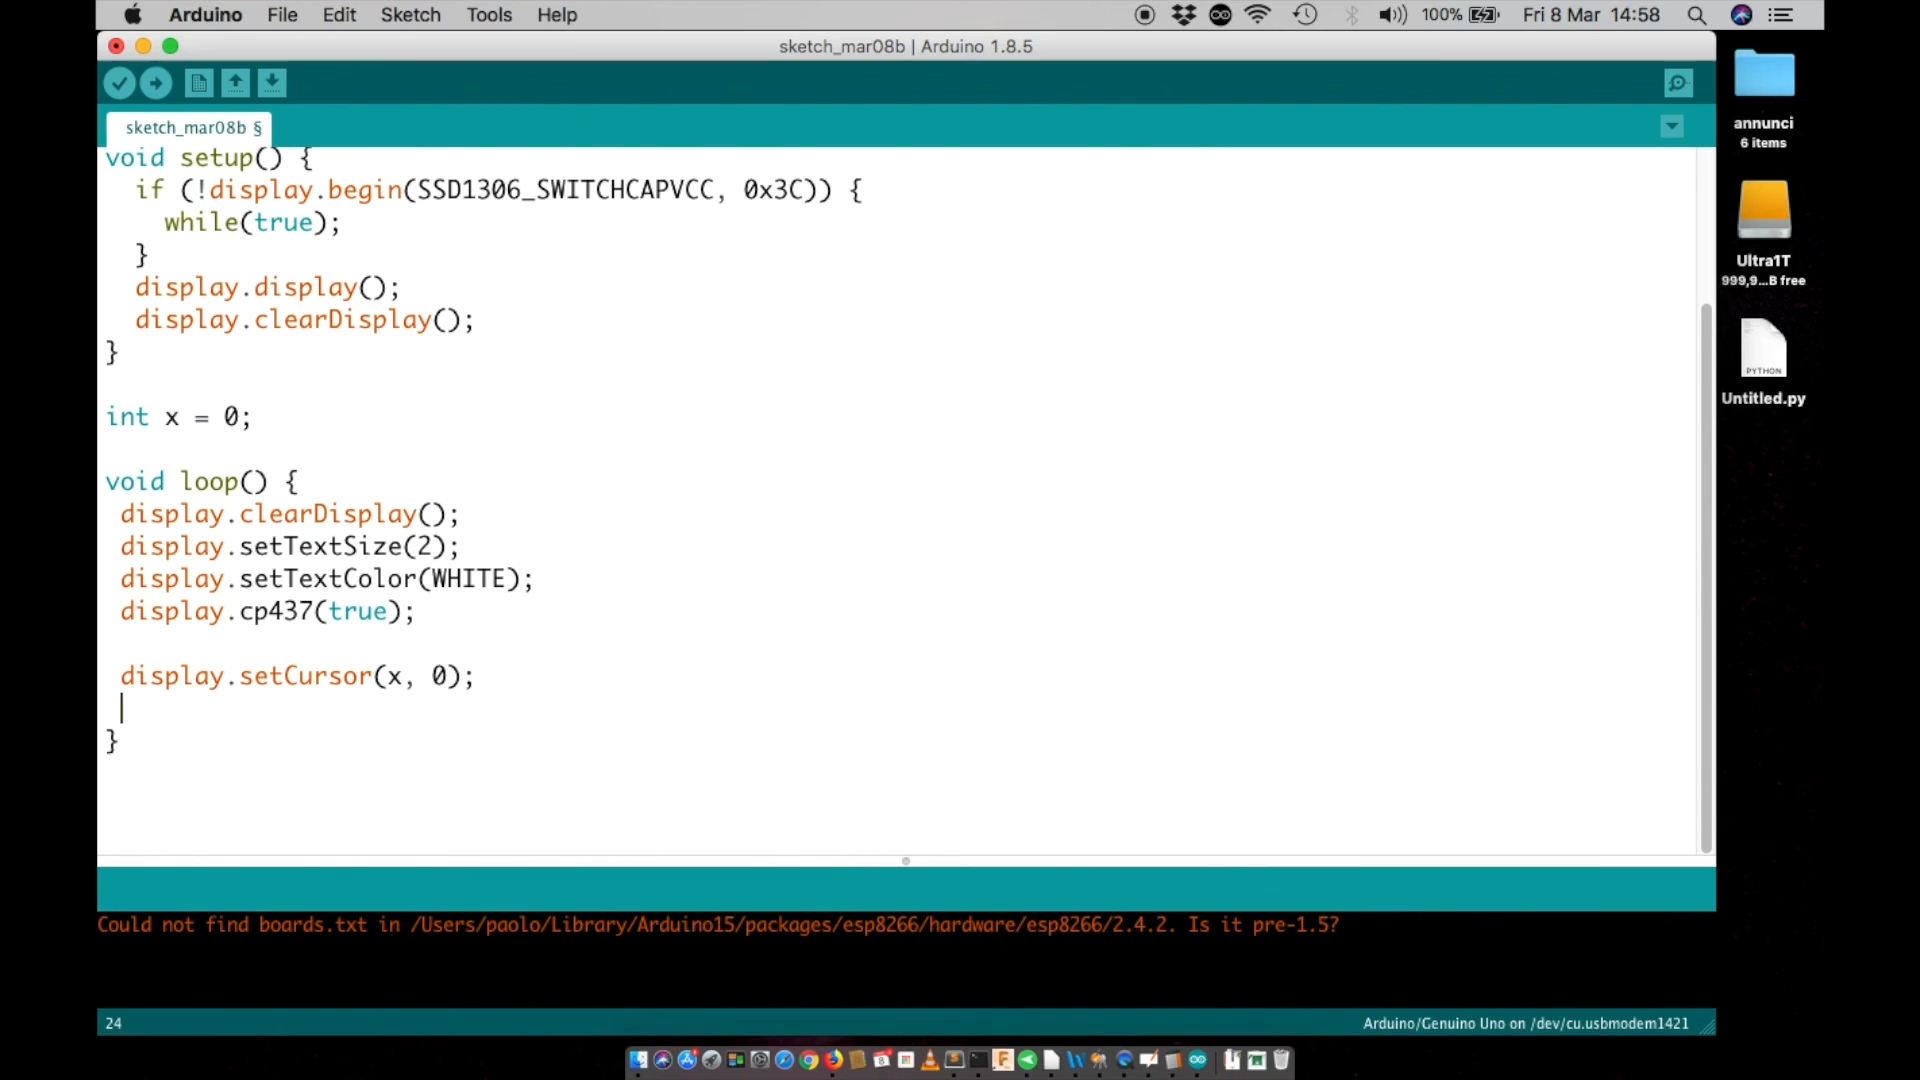 Arduino File Edit Sketch Tools Help 100% Fri 8 Mar 14:58
sketch_mar08b | Arduino 1.8.5
sketch_mar08b §
void setup() {
  if (!display.begin(SSD1306_SWITCHCAPVCC, 0x3C)) {
    while(true);
  }
  display.display();
  display.clearDisplay();
}
int x = 0;
void loop() {
 display.clearDisplay();
 display.setTextSize(2);
 display.setTextColor(WHITE);
 display.cp437(true);
 display.setCursor(x, 0);
}
Could not find boards.txt in /Users/paolo/Library/Arduino15/packages/esp8266/hardware/esp8266/2.4.2. Is it pre-1.5?
24 Arduino/Genuino Uno on /dev/cu.usbmodem1421
annunci
6 items
Ultra1T
999,9...B free
PYTHON
Untitled.py